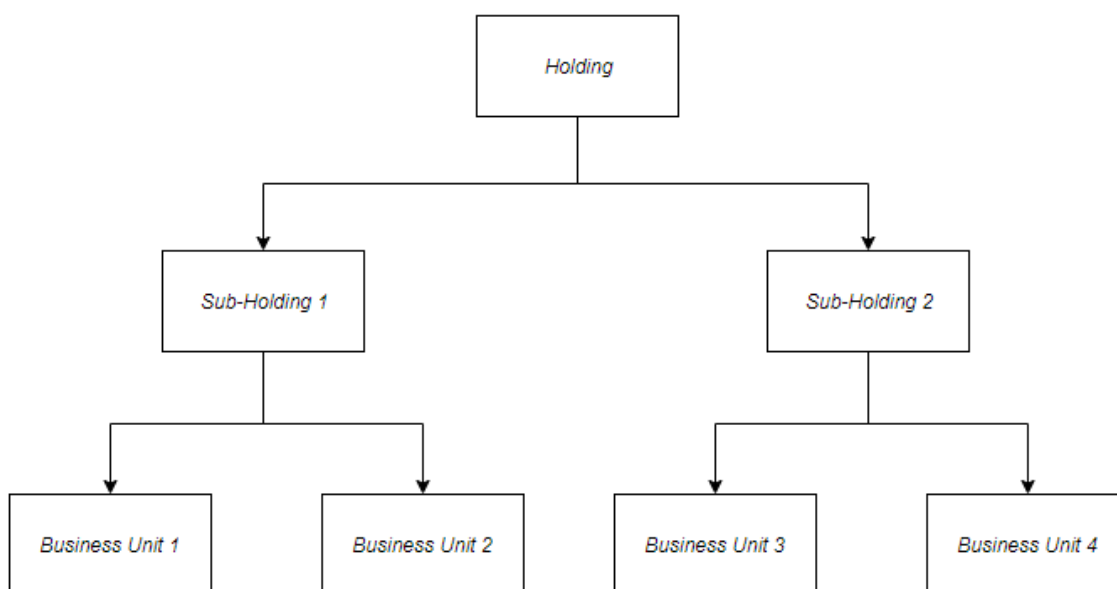 Holding
Sub-Holding 1
Sub-Holding 2
Business Unit 1
Business Unit 2
Business Unit 3
Business Unit 4